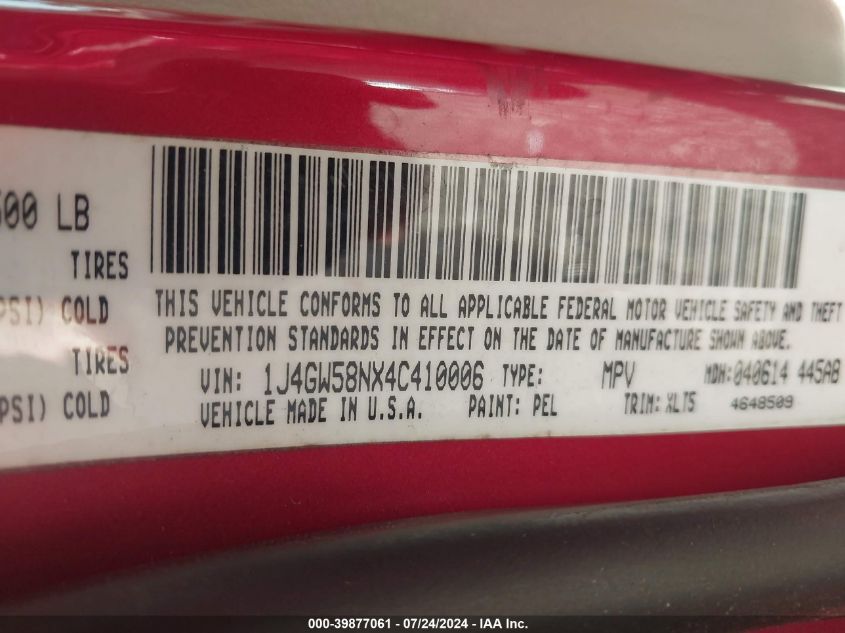 500 LB
TIRES
PSI) COLD
TIRES
PSI) COLD
THIS VEHICLE CONFORMS TO ALL APPLICABLE FEDERAL MOTOR VEHICLE SAFETY AND THEFT
PREVENTION STANDARDS IN EFFECT ON THE DATE OF MANUFACTURE SHOWN ABOVE.
VIN: 1J4GW58NX4C410006 TYPE: MPV MDH: 040614 445AB
VEHICLE MADE IN U.S.A. PAINT: PEL TRIM: XLT5 4648509
000-39877061 - 07/24/2024 - IAA Inc.